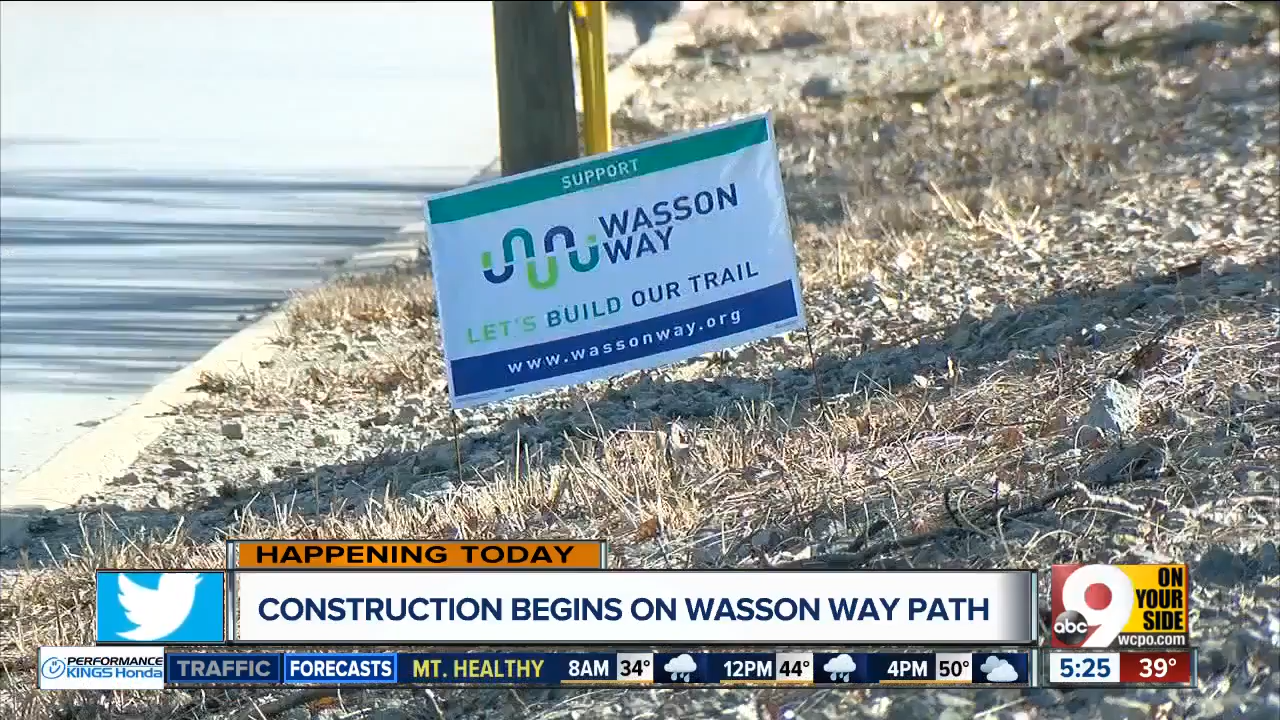 SUPPORT
WASSON
WAY
LET'S BUILD OUR TRAIL
www.wassonway.org
HAPPENING TODAY
CONSTRUCTION BEGINS ON WASSON WAY PATH
9
abc
ON
YOUR
SIDE
wcpo.com
PERFORMANCE
KINGS Honda
TRAFFIC FORECASTS MT. HEALTHY 8AM 34° 12PM 44° 4PM 50°
5:25 39°